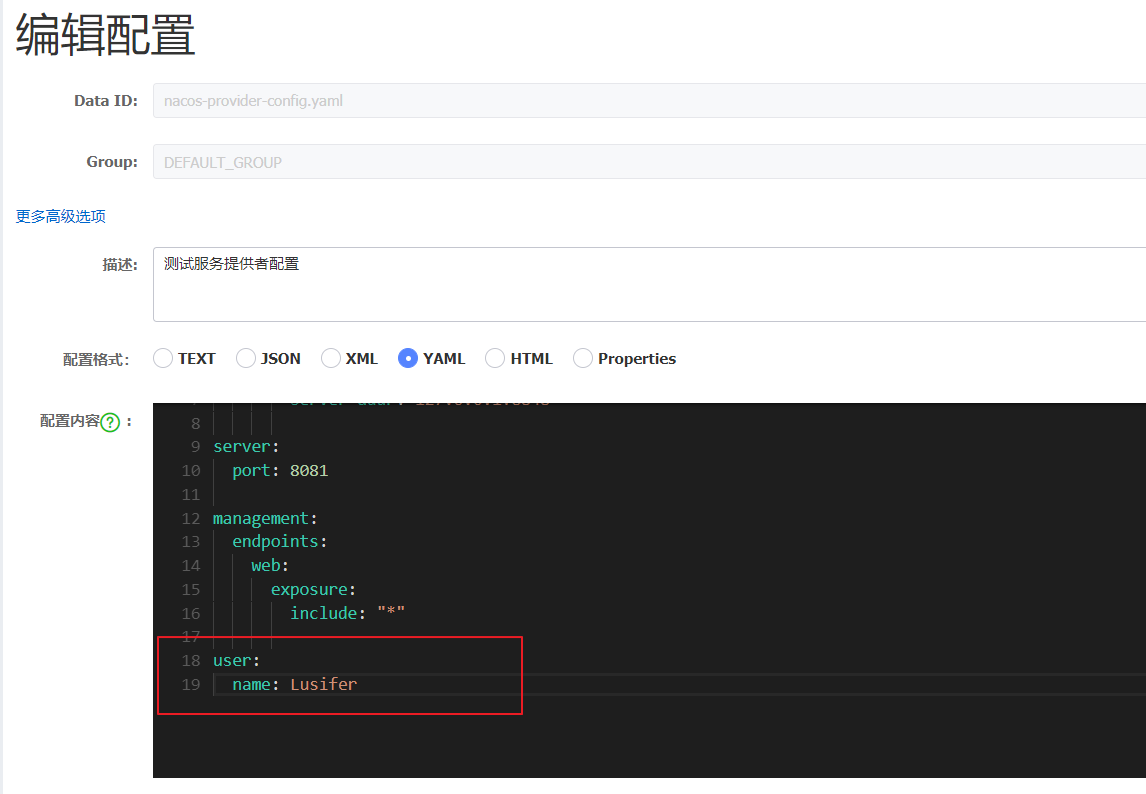 编辑配置
Data ID: nacos-provider-config.yaml
Group: DEFAULT_GROUP
更多高级选项
描述: 测试服务提供者配置
配置格式: TEXT JSON XML YAML HTML Properties
配置内容? :
8
9 server:
10 port: 8081
11
12 management:
13 endpoints:
14 web:
15 exposure:
16 include: "*"
17
18 user:
19 name: Lusifer